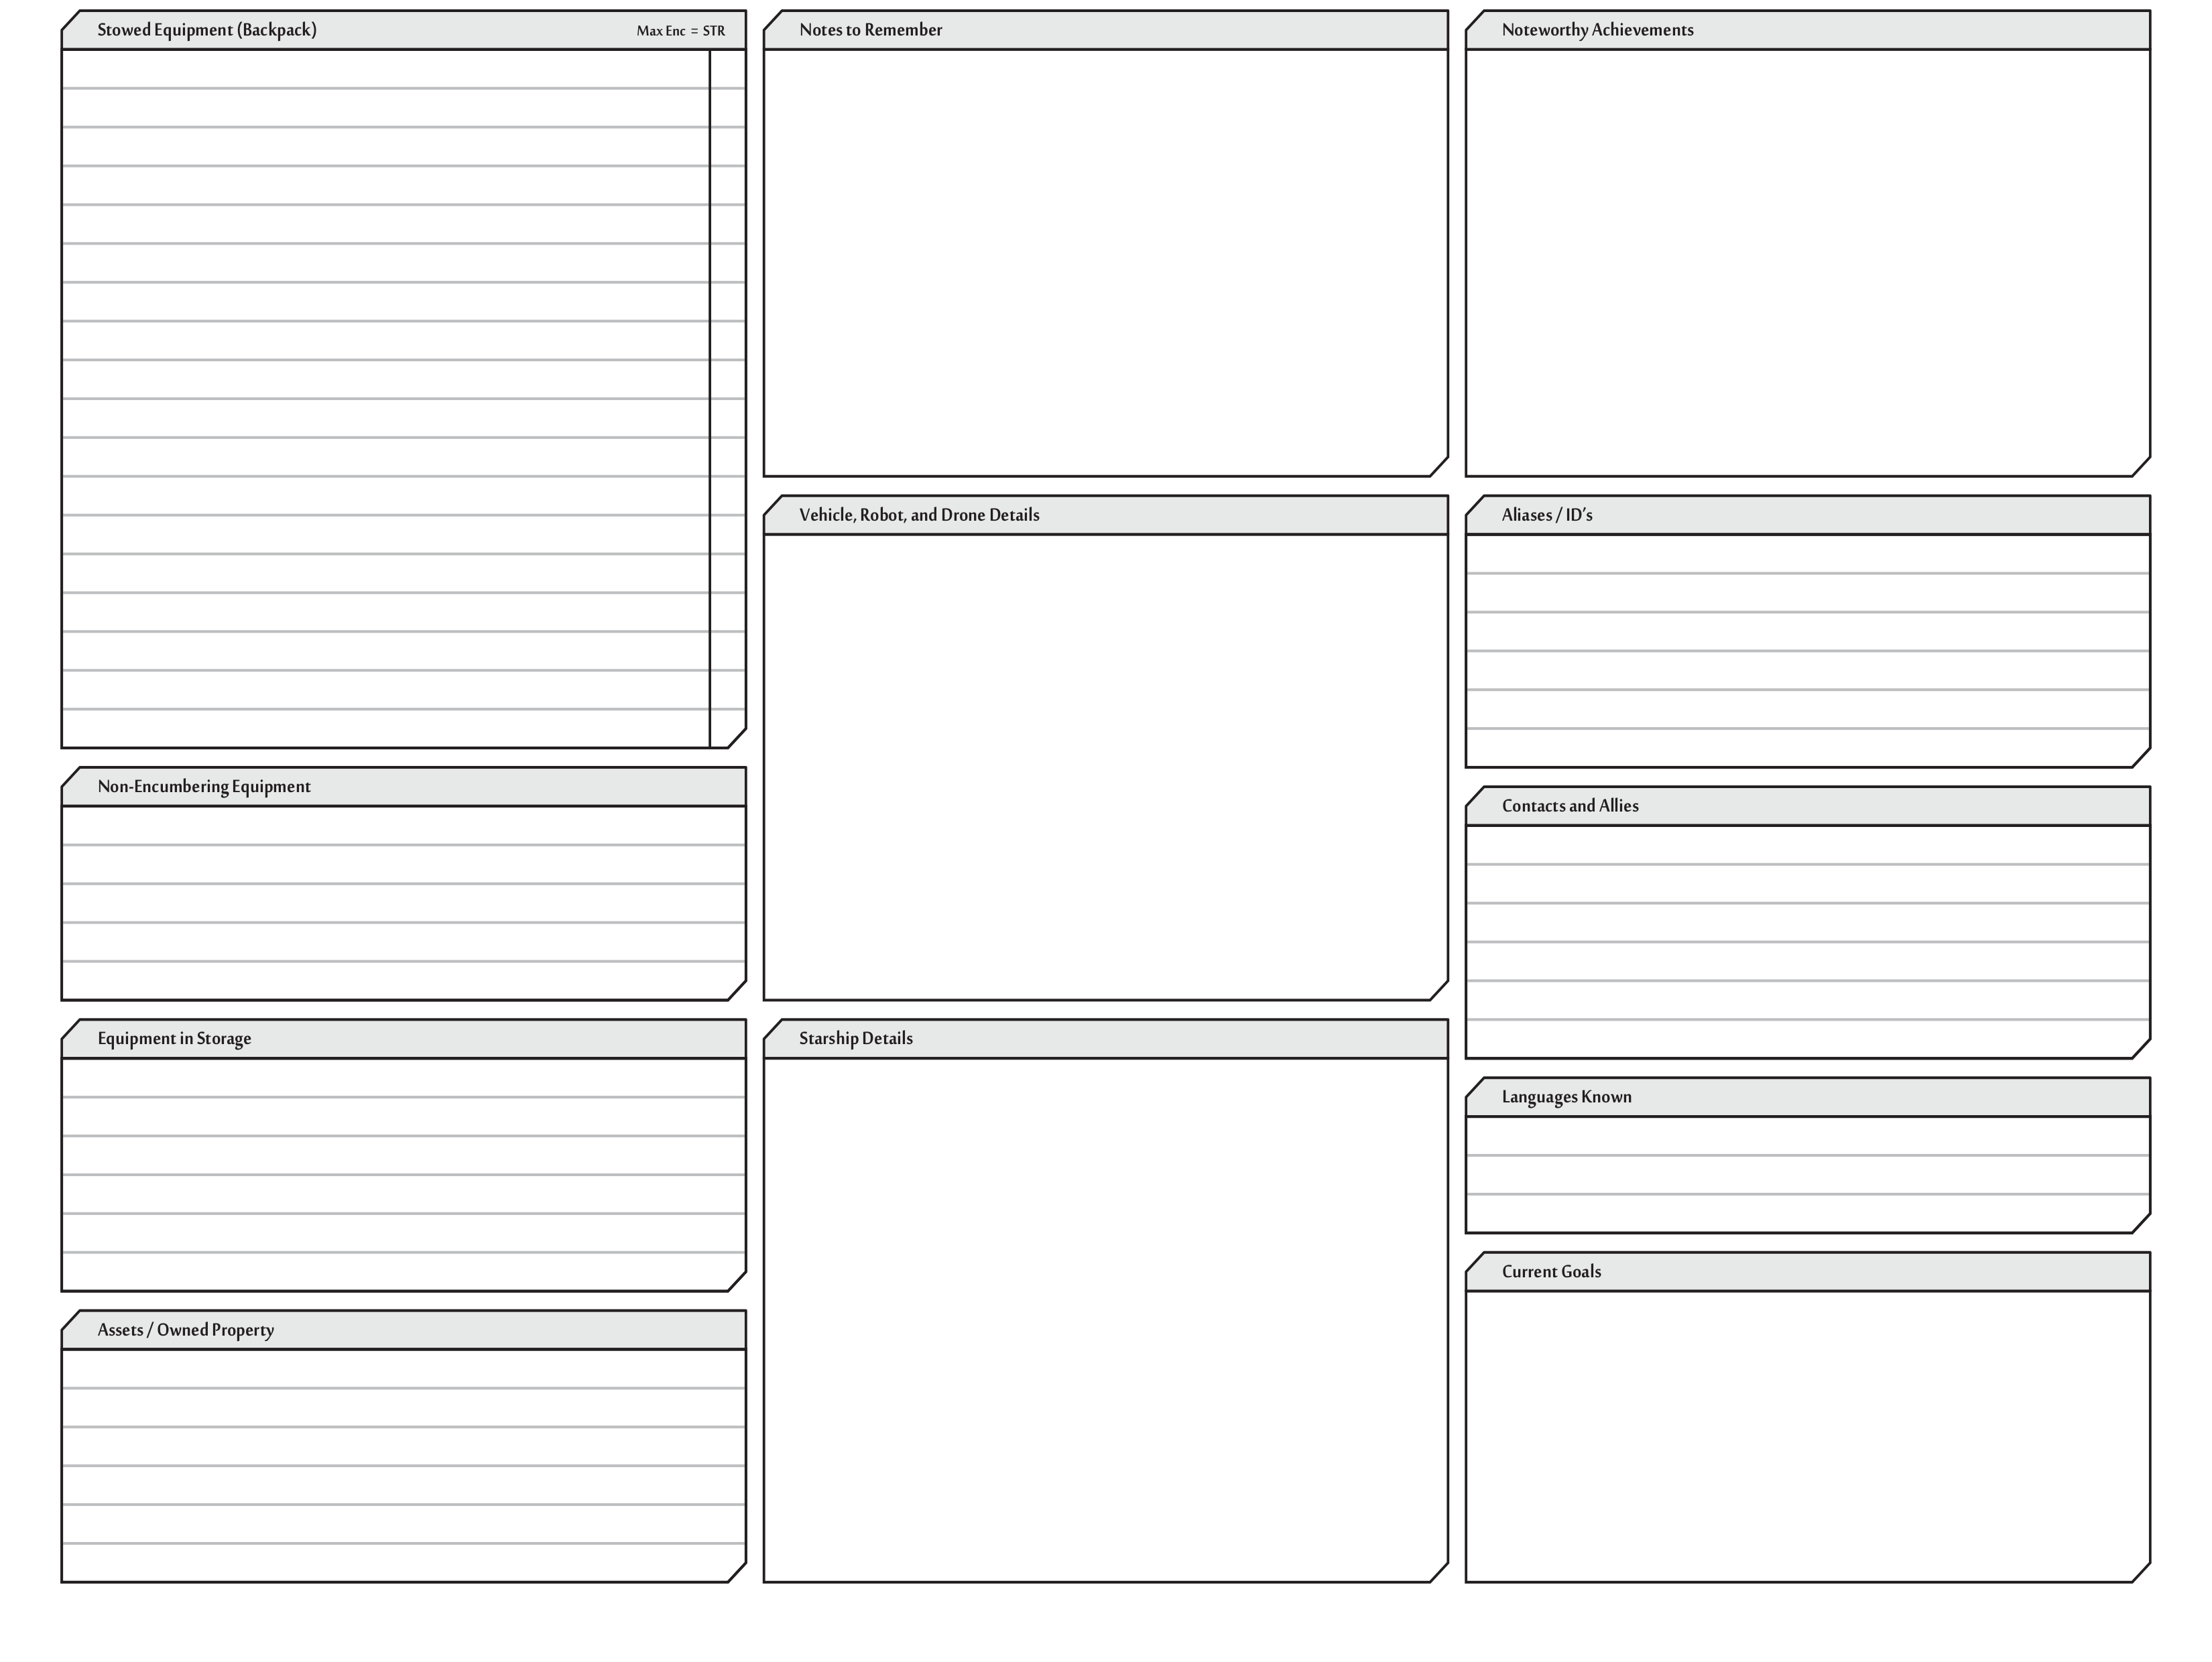 Stowed Equipment (Backpack) Max Enc = STR
Non-Encumbering Equipment
Equipment in Storage
Assets / Owned Property
Notes to Remember
Vehicle, Robot, and Drone Details
Starship Details
Noteworthy Achievements
Aliases / ID’s
Contacts and Allies
Languages Known
Current Goals